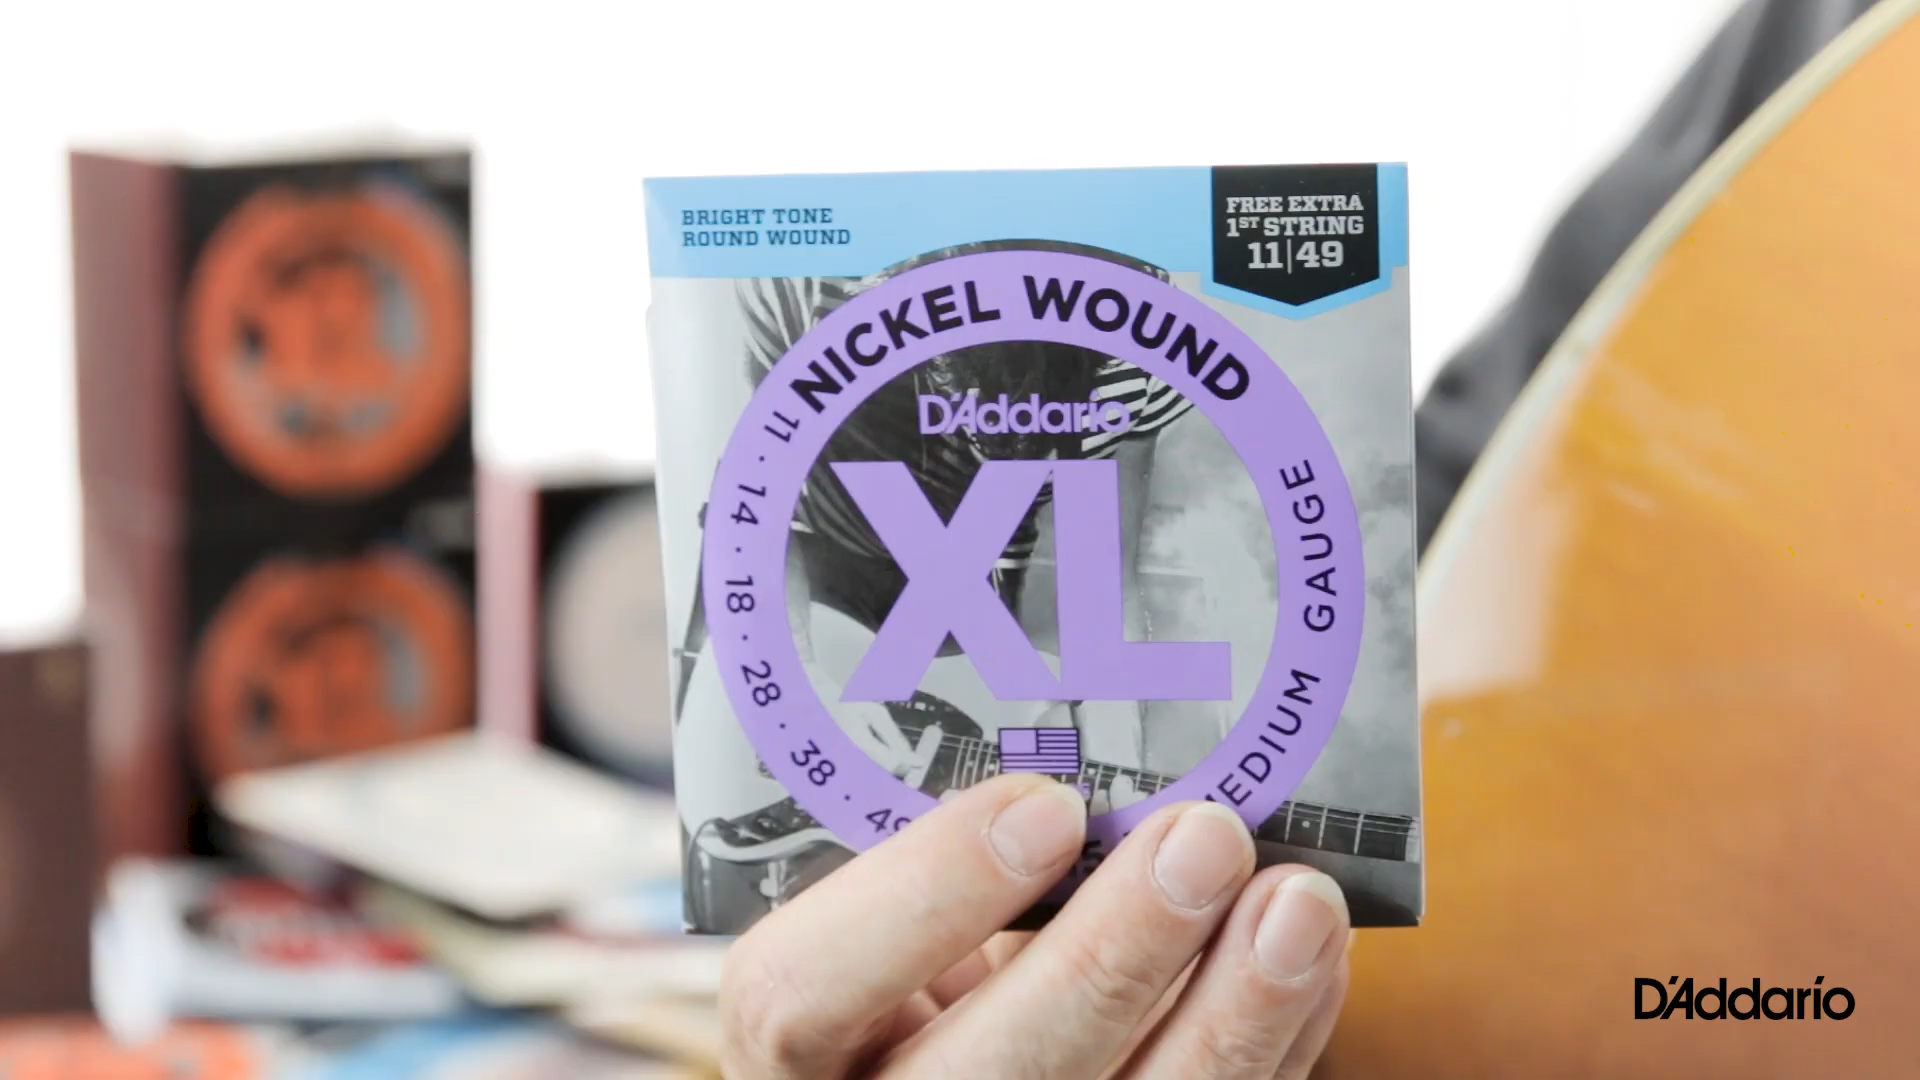 BRIGHT TONE
ROUND WOUND
FREE EXTRA
1ST STRING
11|49
NICKEL WOUND
D'Addario
XL
11 · 14 · 18 · 28 · 38 ·
GAUGE
D'Addario